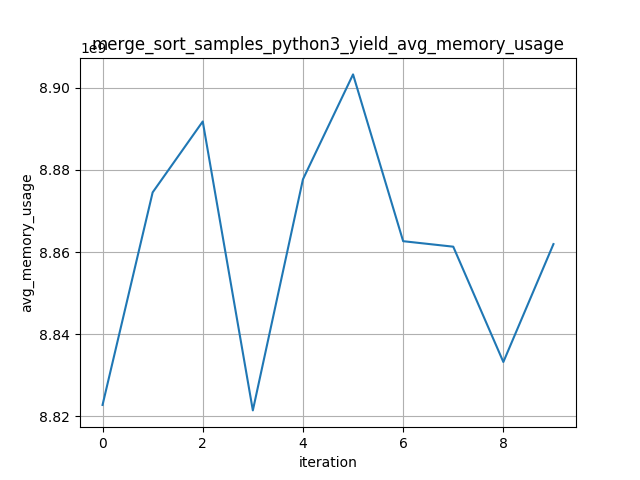 merge_sort_samples_python3_yield_avg_memory_usage
1e9
8.90
8.88
8.86
8.84
8.82
avg_memory_usage
0 2 4 6 8
iteration